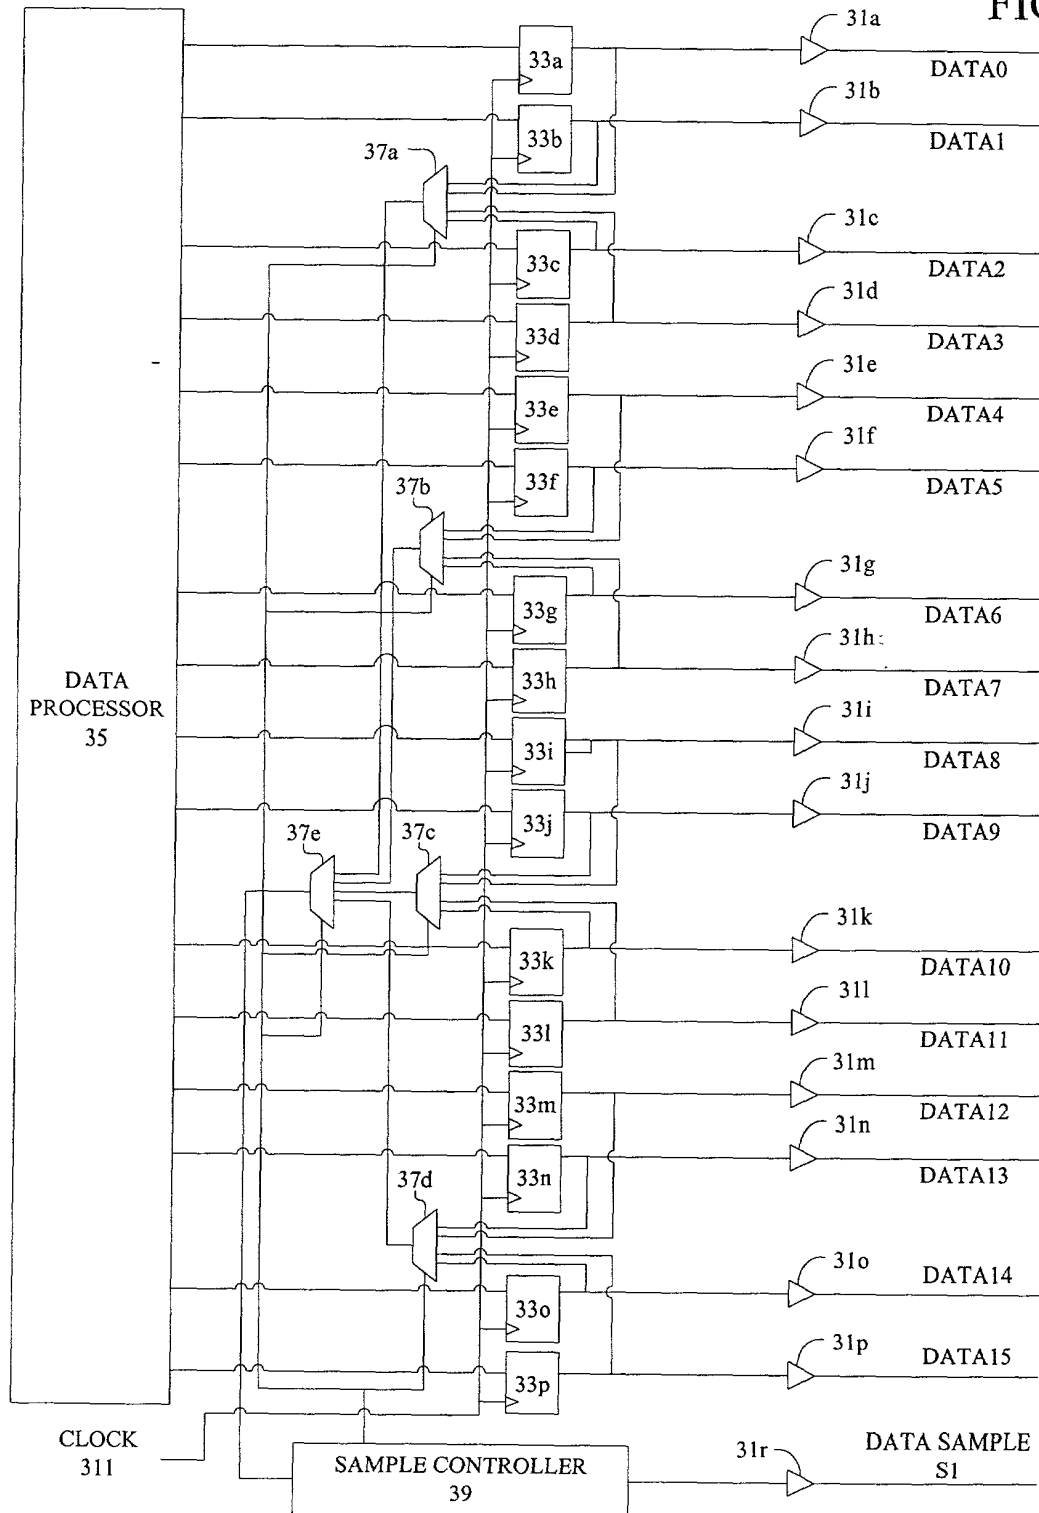 FIG
31a
33a
DATA0
31b
33b
DATA1
37a
31c
33c
DATA2
31d
33d
DATA3
31e
33e
DATA4
31f
33f
DATA5
37b
31g
33g
DATA6
31h
33h
DATA7
DATA
PROCESSOR
35
31i
33i
DATA8
31j
33j
DATA9
37e
37c
31k
33k
DATA10
31l
33l
DATA11
31m
33m
DATA12
31n
33n
DATA13
37d
31o
DATA14
33o
31p
DATA15
33p
CLOCK
311
SAMPLE CONTROLLER
39
31r
DATA SAMPLE
S1